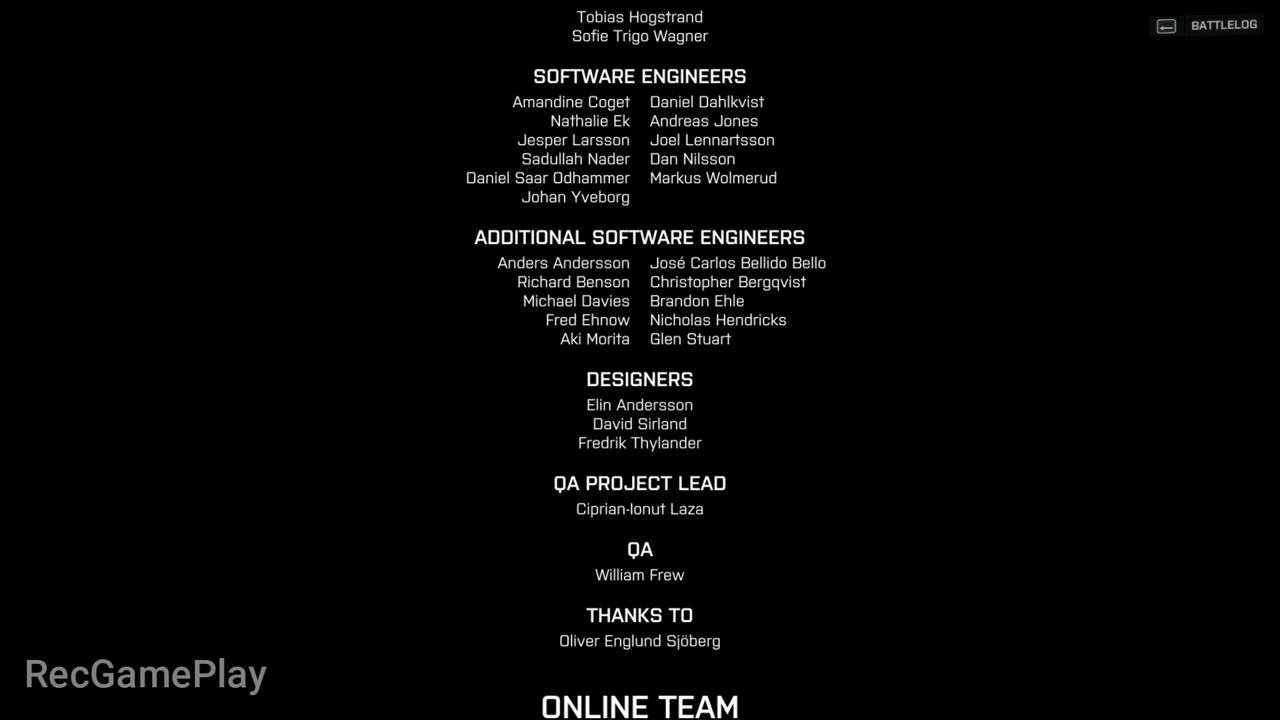 Tobias Hogstrand
Sofie Trigo Wagner
BATTLELOG
SOFTWARE ENGINEERS
Amandine Coget Daniel Dahlkvist
Nathalie Ek Andreas Jones
Jesper Larsson Joel Lennartsson
Sadullah Nader Dan Nilsson
Daniel Saar Odhammer Markus Wolmerud
Johan Yveborg
ADDITIONAL SOFTWARE ENGINEERS
Anders Andersson José Carlos Bellido Bello
Richard Benson Christopher Bergqvist
Michael Davies Brandon Ehle
Fred Ehnow Nicholas Hendricks
Aki Morita Glen Stuart
DESIGNERS
Elin Andersson
David Sirland
Fredrik Thylander
QA PROJECT LEAD
Ciprian-Ionut Laza
QA
William Frew
THANKS TO
Oliver Englund Sjöberg
RecGamePlay
ONLINE TEAM